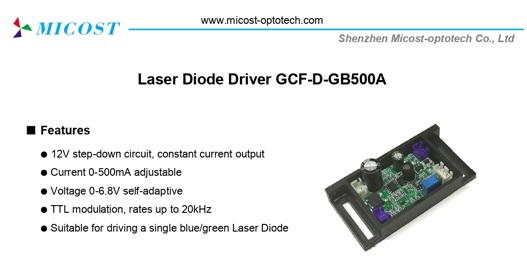 www.micost-optotech.com
MICOST
Shenzhen Micost-optotech Co., Ltd
Laser Diode Driver GCF-D-GB500A
■ Features
● 12V step-down circuit, constant current output
● Current 0-500mA adjustable
● Voltage 0-6.8V self-adaptive
● TTL modulation, rates up to 20kHz
● Suitable for driving a single blue/green Laser Diode